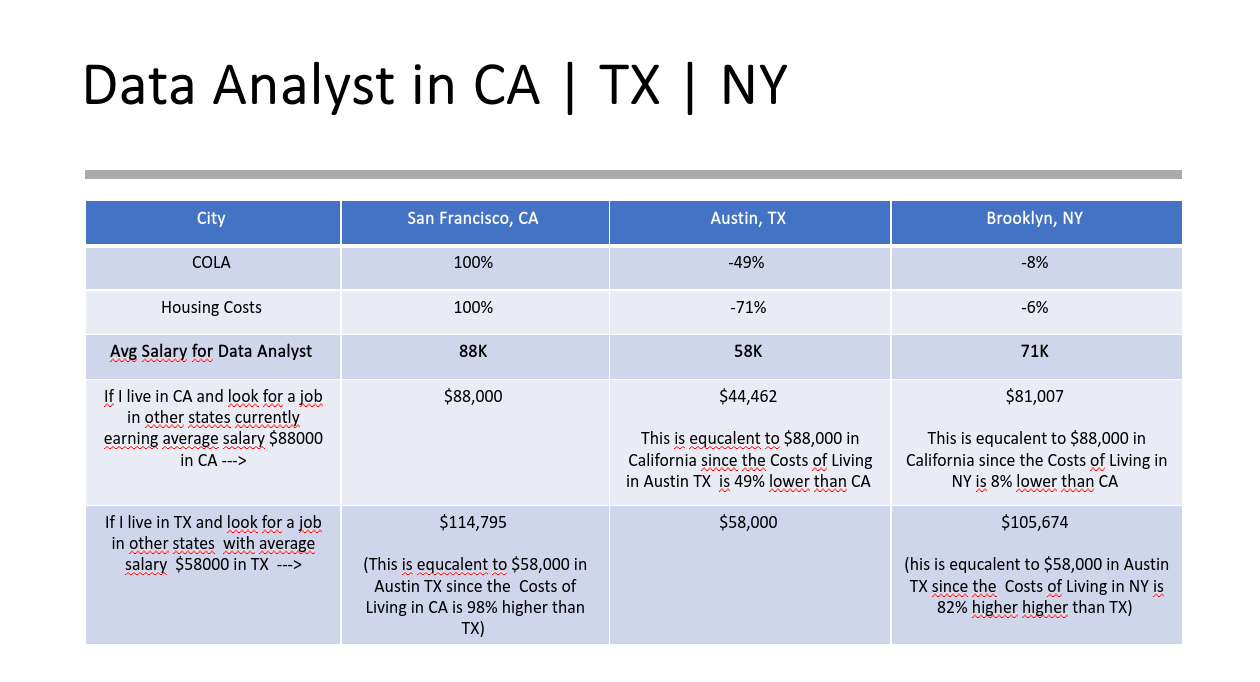 Data Analyst in CA | TX | NY
City
San Francisco, CA
Austin, TX
Brooklyn, NY
COLA
100%
-49%
-8%
Housing Costs
100%
-71%
-6%
Avg Salary for Data Analyst
88K
58K
71K
If I live in CA and look for a job
in other states currently
earning average salary $88000
in CA --->
$88,000
$44,462
This is equcalent to $88,000 in
California since the Costs of Living
in Austin TX  is 49% lower than CA
$81,007
This is equcalent to $88,000 in
California since the Costs of Living in
NY is 8% lower than CA
If I live in TX and look for a job
in other states  with average
salary  $58000 in TX  --->
$114,795
(This is equcalent to $58,000 in
Austin TX since the  Costs of
Living in CA is 98% higher than
TX)
$58,000
$105,674
(his is equcalent to $58,000 in Austin
TX since the  Costs of Living in NY is
82% higher higher than TX)